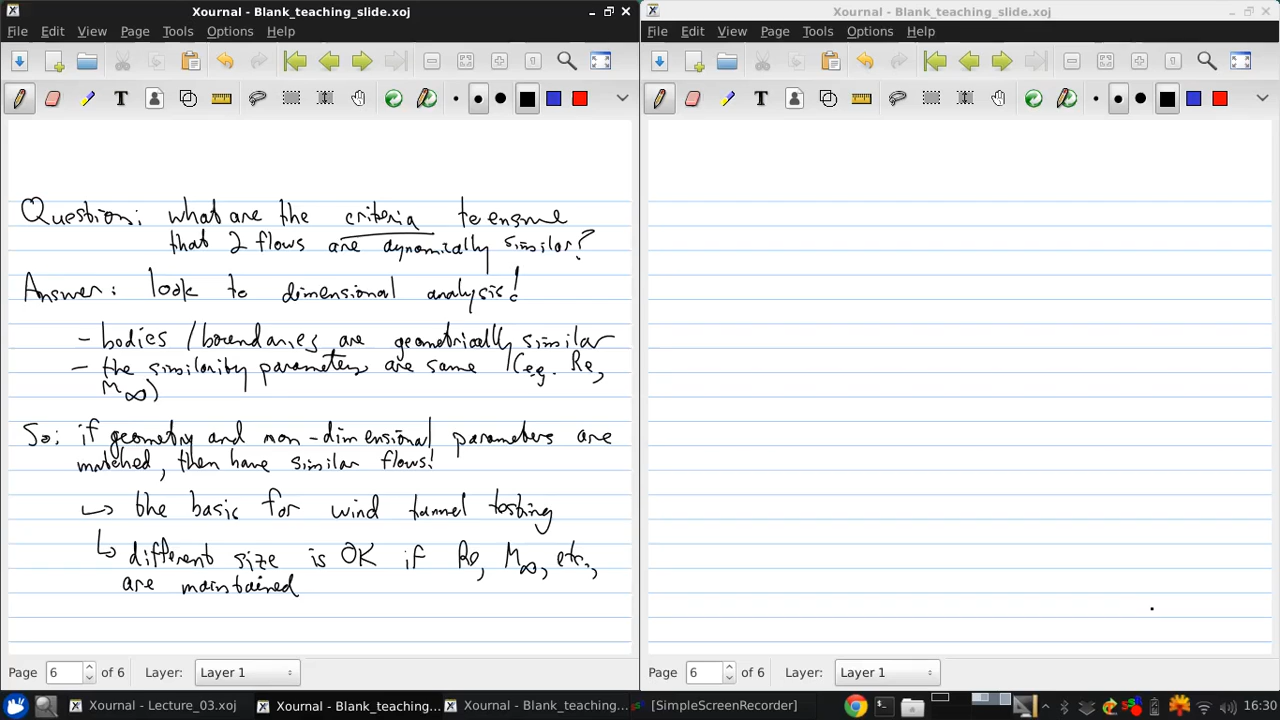 Xournal - Blank_teaching_slide.xoj
File Edit View Page Tools Options Help
Question: what are the criteria to ensure
that 2 flows are dynamically similar?
Answer: look to dimensional analysis!
- bodies / boundaries are geometrically similar
- the similarity parameters are same (e.g. Re,
M∞)
So: if geometry and non-dimensional parameters are
matched, then have similar flows!
↪ the basic for wind tunnel testing
↪ different size is OK if Re, M∞, etc.,
are maintained
Page 6 of 6 Layer: Layer 1
Xournal - Blank_teaching_slide.xoj
File Edit View Page Tools Options Help
Page 6 of 6 Layer: Layer 1
Xournal - Lecture_03.xoj Xournal - Blank_teaching... Xournal - Blank_teaching... [SimpleScreenRecorder] 16:30